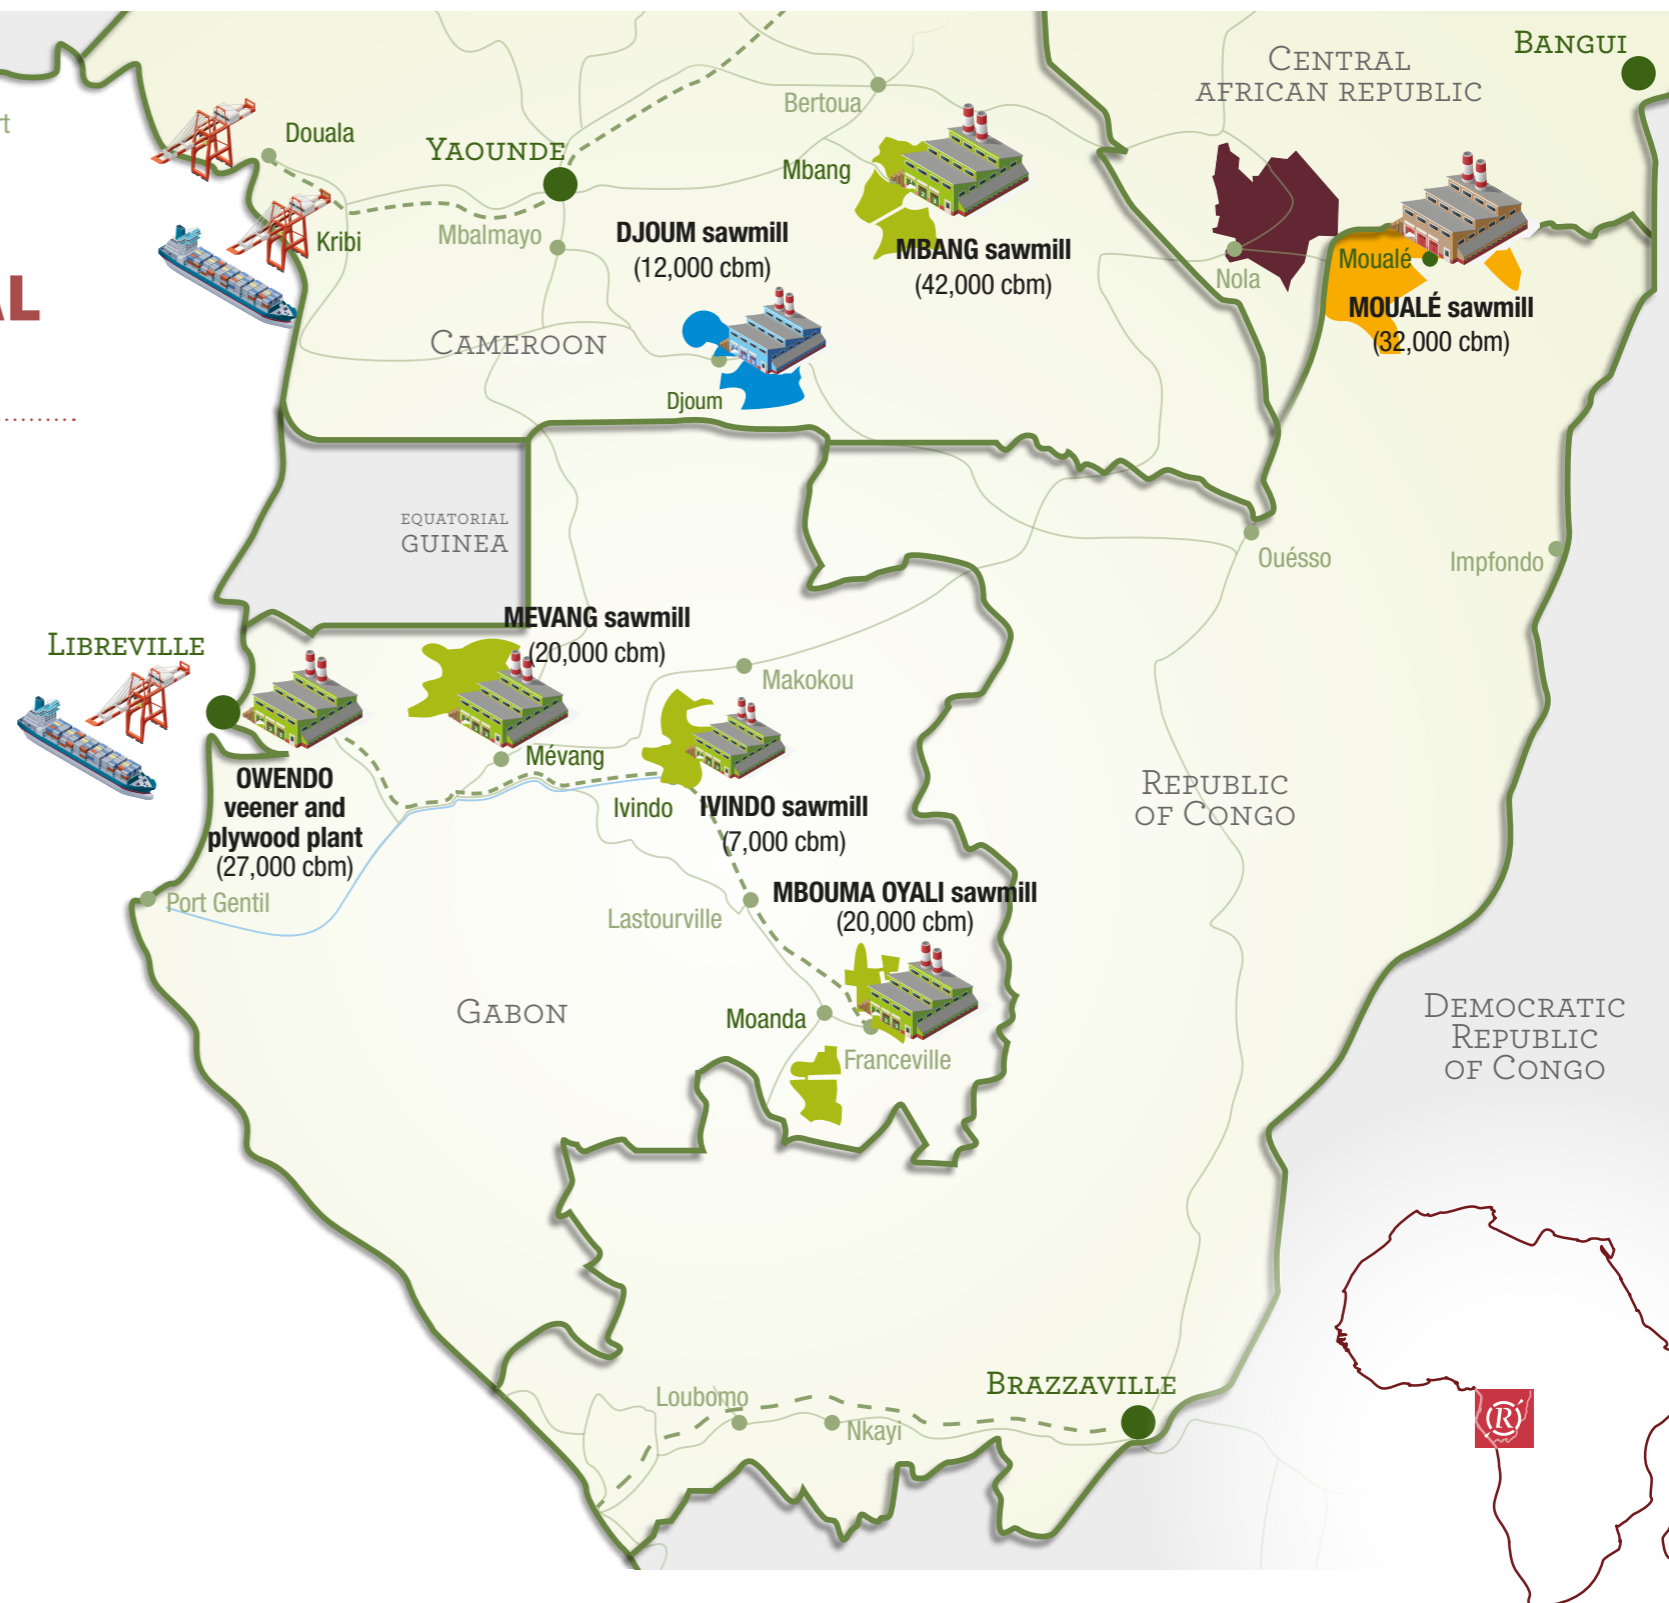 BANGUI
CENTRAL
AFRICAN REPUBLIC
Bertoua
rt
Douala
YAOUNDE
Mbang
Kribi
Mbalmayo
DJOUM sawmill
(12,000 cbm)
MBANG sawmill
(42,000 cbm)
Nola
Moualé
MOUALÉ sawmill
(32,000 cbm)
AL
CAMEROON
Djoum
EQUATORIAL
GUINEA
Ouésso
Impfondo
LIBREVILLE
MEVANG sawmill
(20,000 cbm)
Makokou
Mévang
OWENDO
veener and
plywood plant
(27,000 cbm)
Ivindo
IVINDO sawmill
(7,000 cbm)
REPUBLIC
OF CONGO
Port Gentil
Lastourville
MBOUMA OYALI sawmill
(20,000 cbm)
GABON
Moanda
Franceville
DEMOCRATIC
REPUBLIC
OF CONGO
BRAZZAVILLE
Loubomo
Nkayi
R